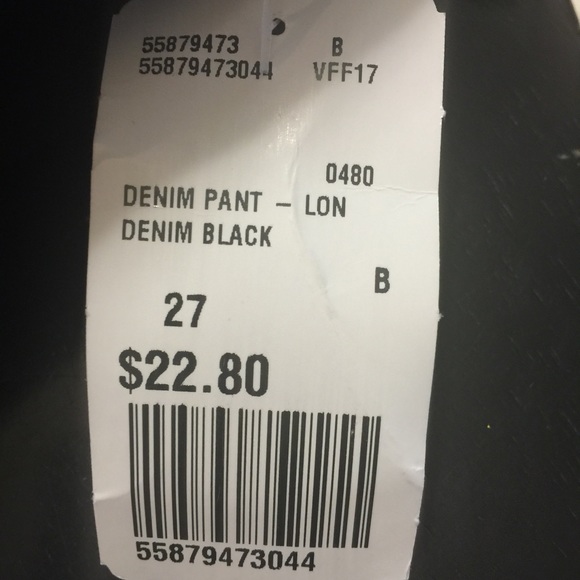 55879473 B
55879473044 VFF17
0480
DENIM PANT – LON
DENIM BLACK
B
27
$22.80
55879473044